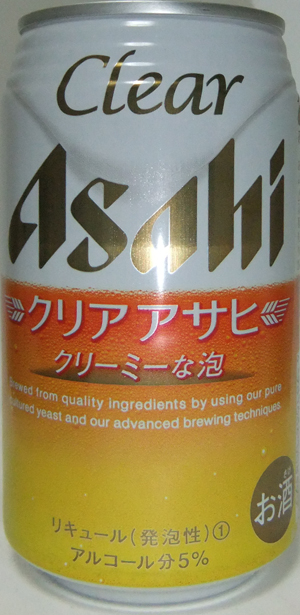 Clear
Asahi
クリア アサヒ
クリーミーな泡
Brewed from quality ingredients by using our pure
cultured yeast and our advanced brewing techniques.
お酒
リキュール(発泡性)①
アルコール分5%